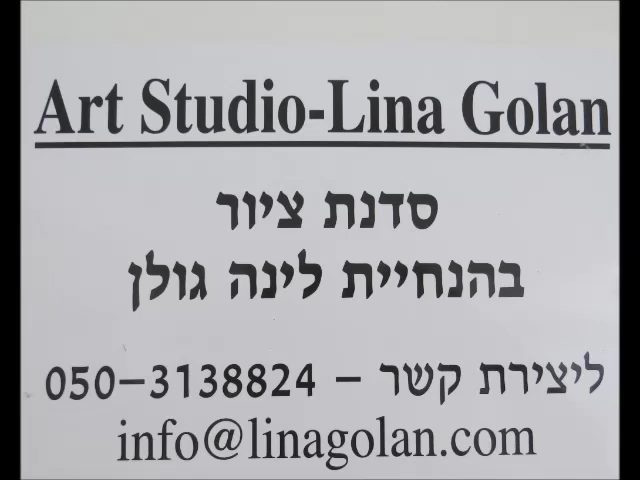 Art Studio-Lina Golan
סדנת ציור
בהנחיית לינה גולן
ליצירת קשר - 050-3138824
info@linagolan.com